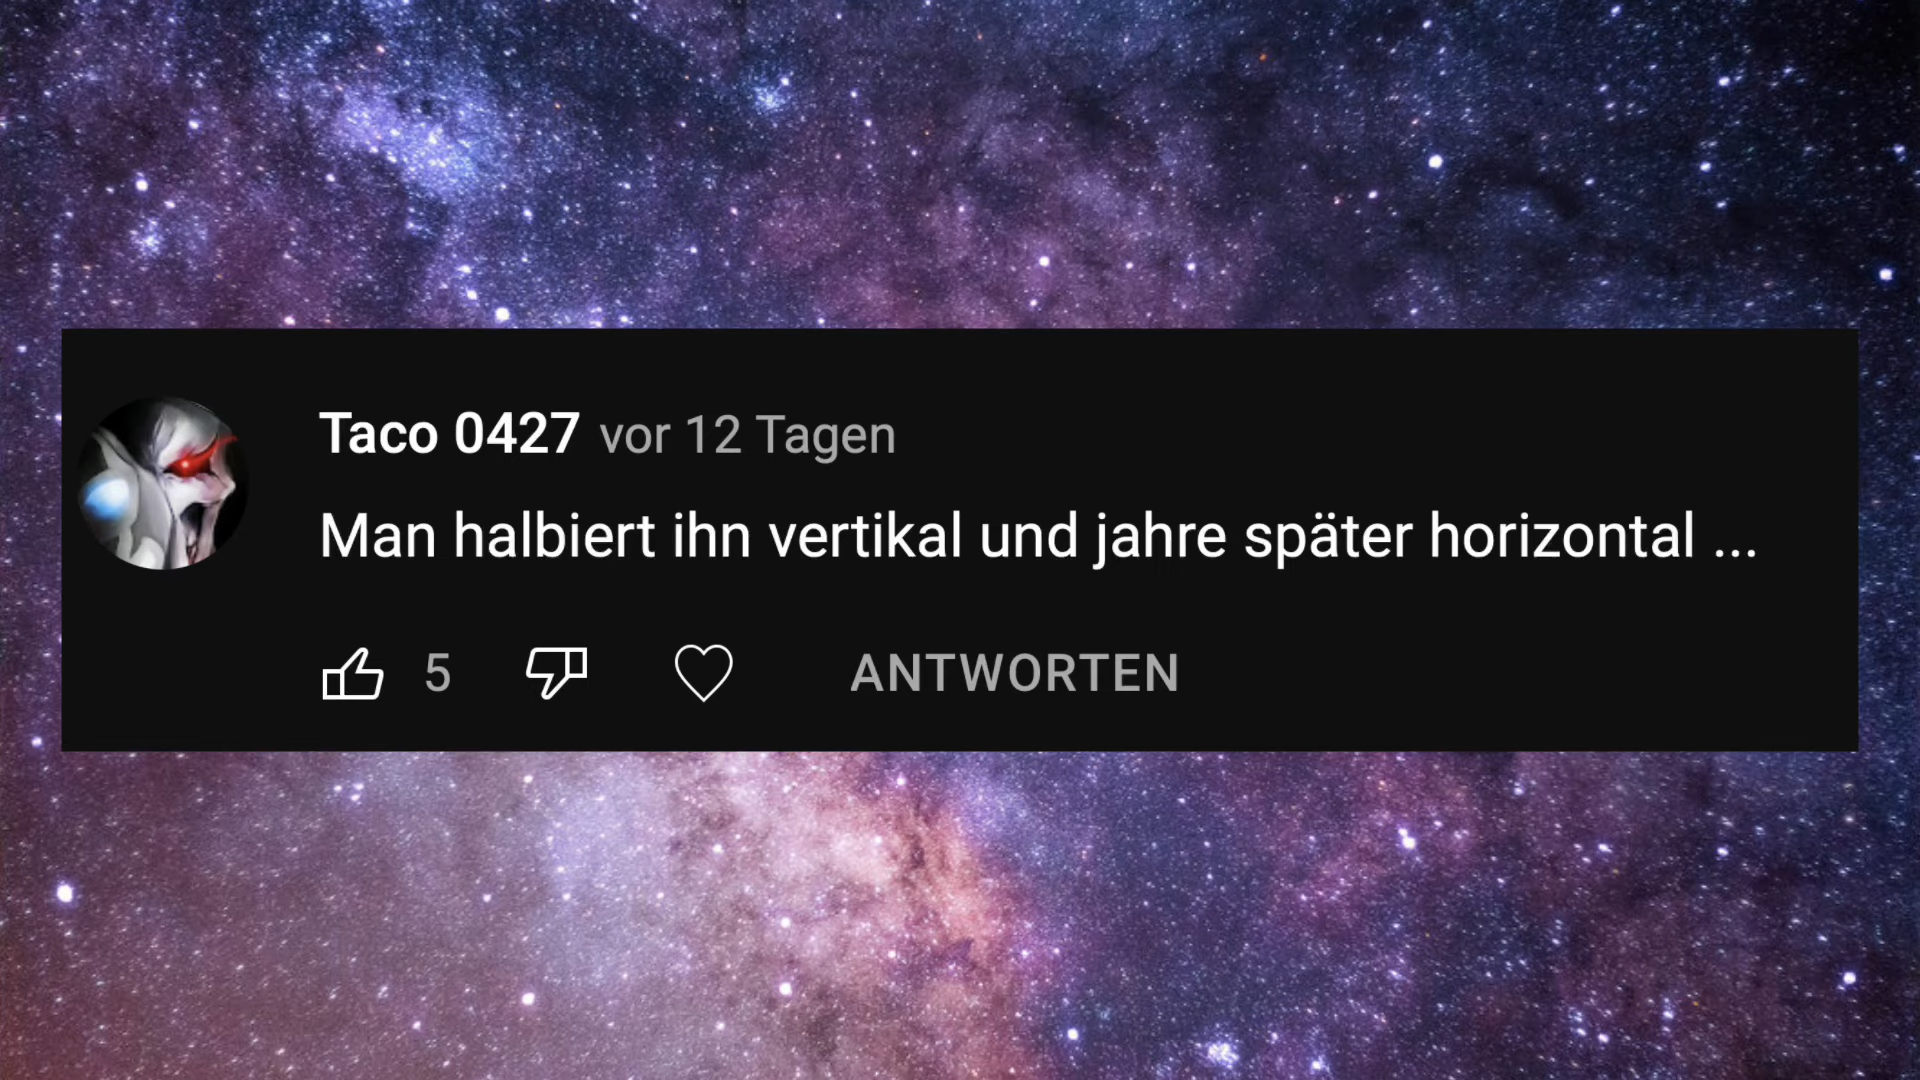 Taco 0427 vor 12 Tagen
Man halbiert ihn vertikal und jahre später horizontal ...
5 ANTWORTEN